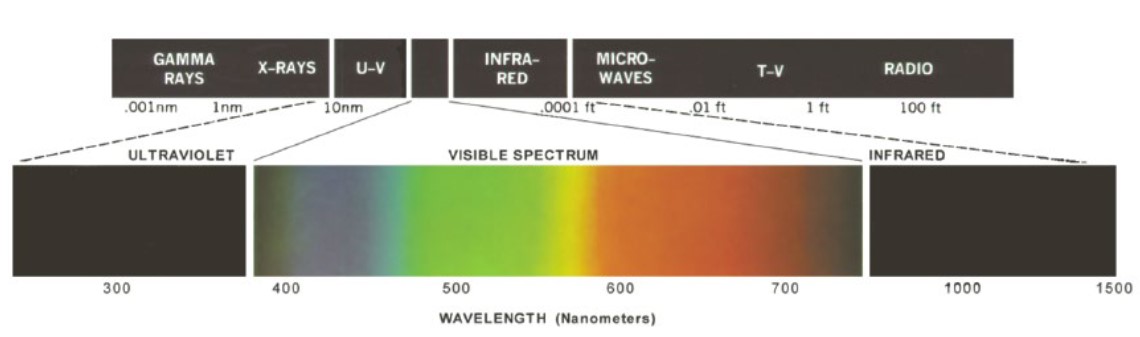 GAMMA RAYS X–RAYS U–V INFRA- RED MICRO- WAVES T–V RADIO
.001nm 1nm 10nm .0001 ft .01 ft 1 ft 100 ft
ULTRAVIOLET VISIBLE SPECTRUM INFRARED
300 400 500 600 700 1000 1500
WAVELENGTH (Nanometers)